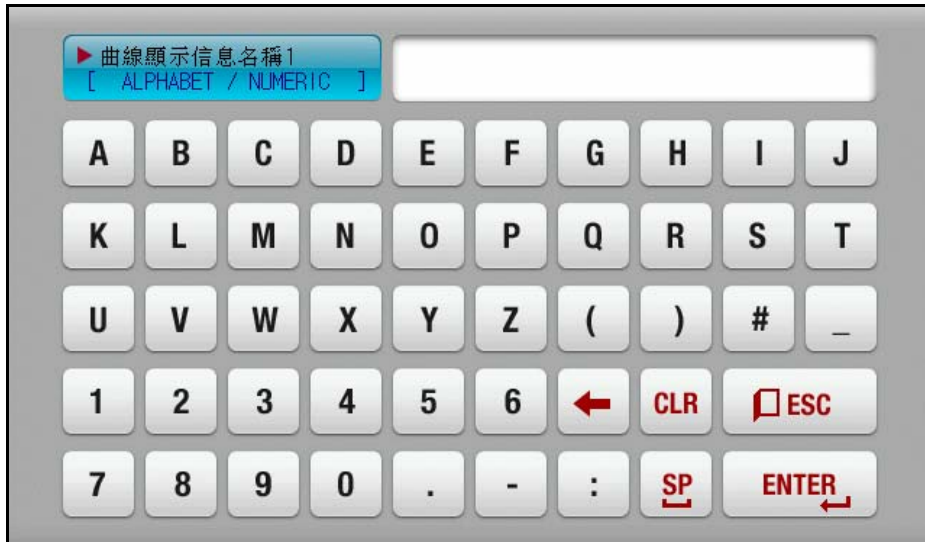 ▶曲線顯示信息名稱1
[ ALPHABET / NUMERIC ]
A B C D E F G H I J
K L M N O P Q R S T
U V W X Y Z ( ) # _
1 2 3 4 5 6 ← CLR ESC
7 8 9 0 . - : SP ENTER